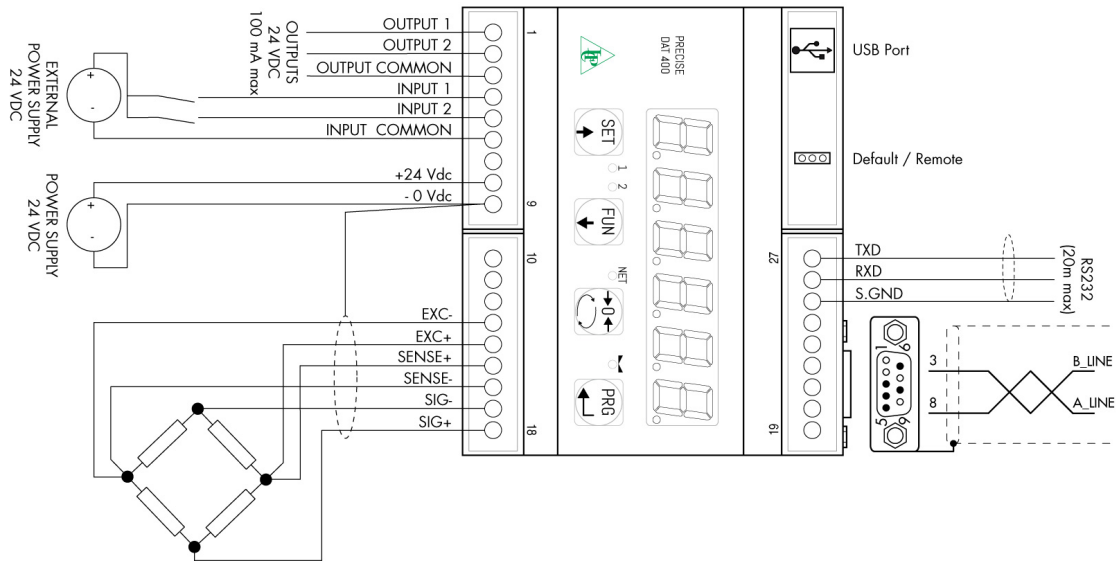 OUTPUT 1
OUTPUT 2
OUTPUT COMMON
INPUT 1
INPUT 2
INPUT COMMON
+24 Vdc
- 0 Vdc
OUTPUTS
24 VDC
100 mA max
EXTERNAL
POWER SUPPLY
24 VDC
+
-
POWER SUPPLY
24 VDC
+
-
1
9
10
18
EXC-
EXC+
SENSE+
SENSE-
SIG-
SIG+
PRECISE
DAT 400
SET
1
2
FUN
NET
0
PRG
USB Port
Default / Remote
27
19
TXD
RXD
S.GND
RS232
(20m max)
1
6
5
9
3
8
B_LINE
A_LINE